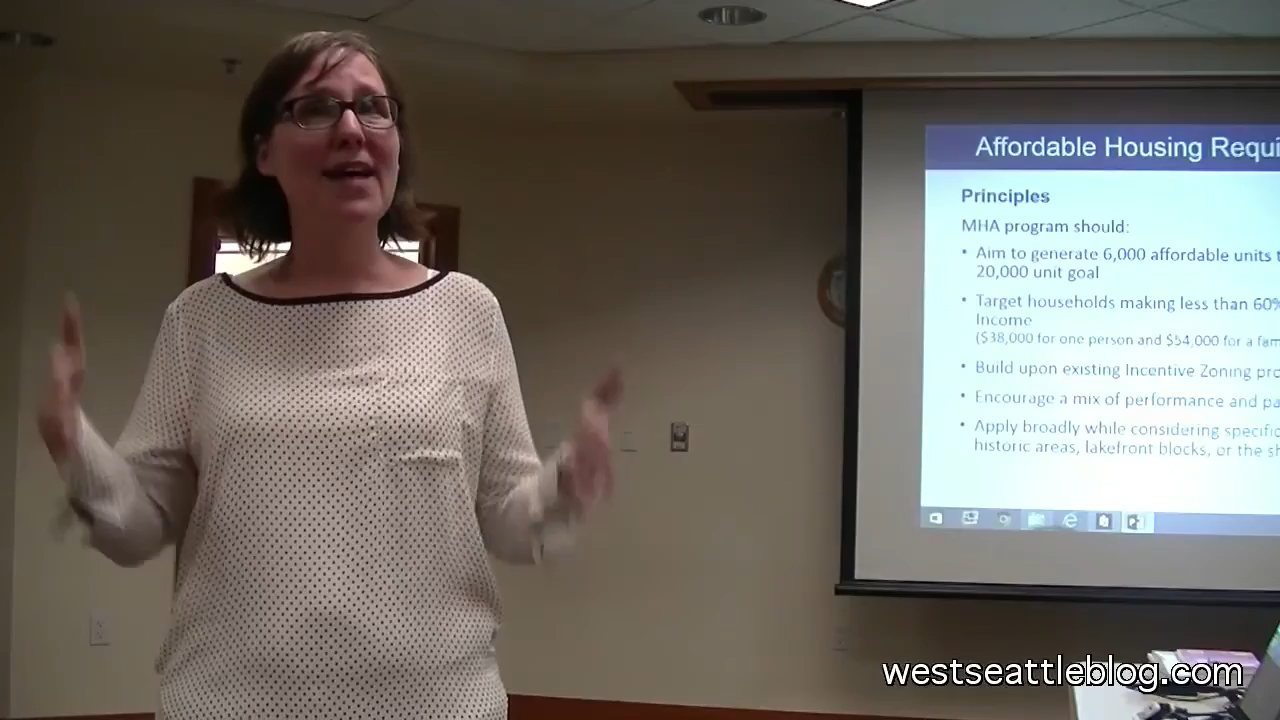 Affordable Housing Requi
Principles
MHA program should:
• Aim to generate 6,000 affordable units t
20,000 unit goal
• Target households making less than 60%
Income
($38,000 for one person and $54,000 for a fam
• Build upon existing Incentive Zoning pro
• Encourage a mix of performance and pa
• Apply broadly while considering specific
historic areas, lakefront blocks, or the sh
westseattleblog.com